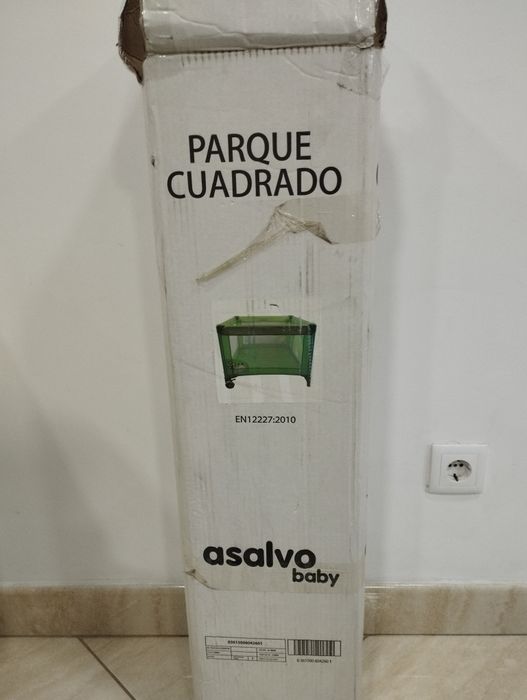 PARQUE
CUADRADO
EN12227:2010
asalvo
baby